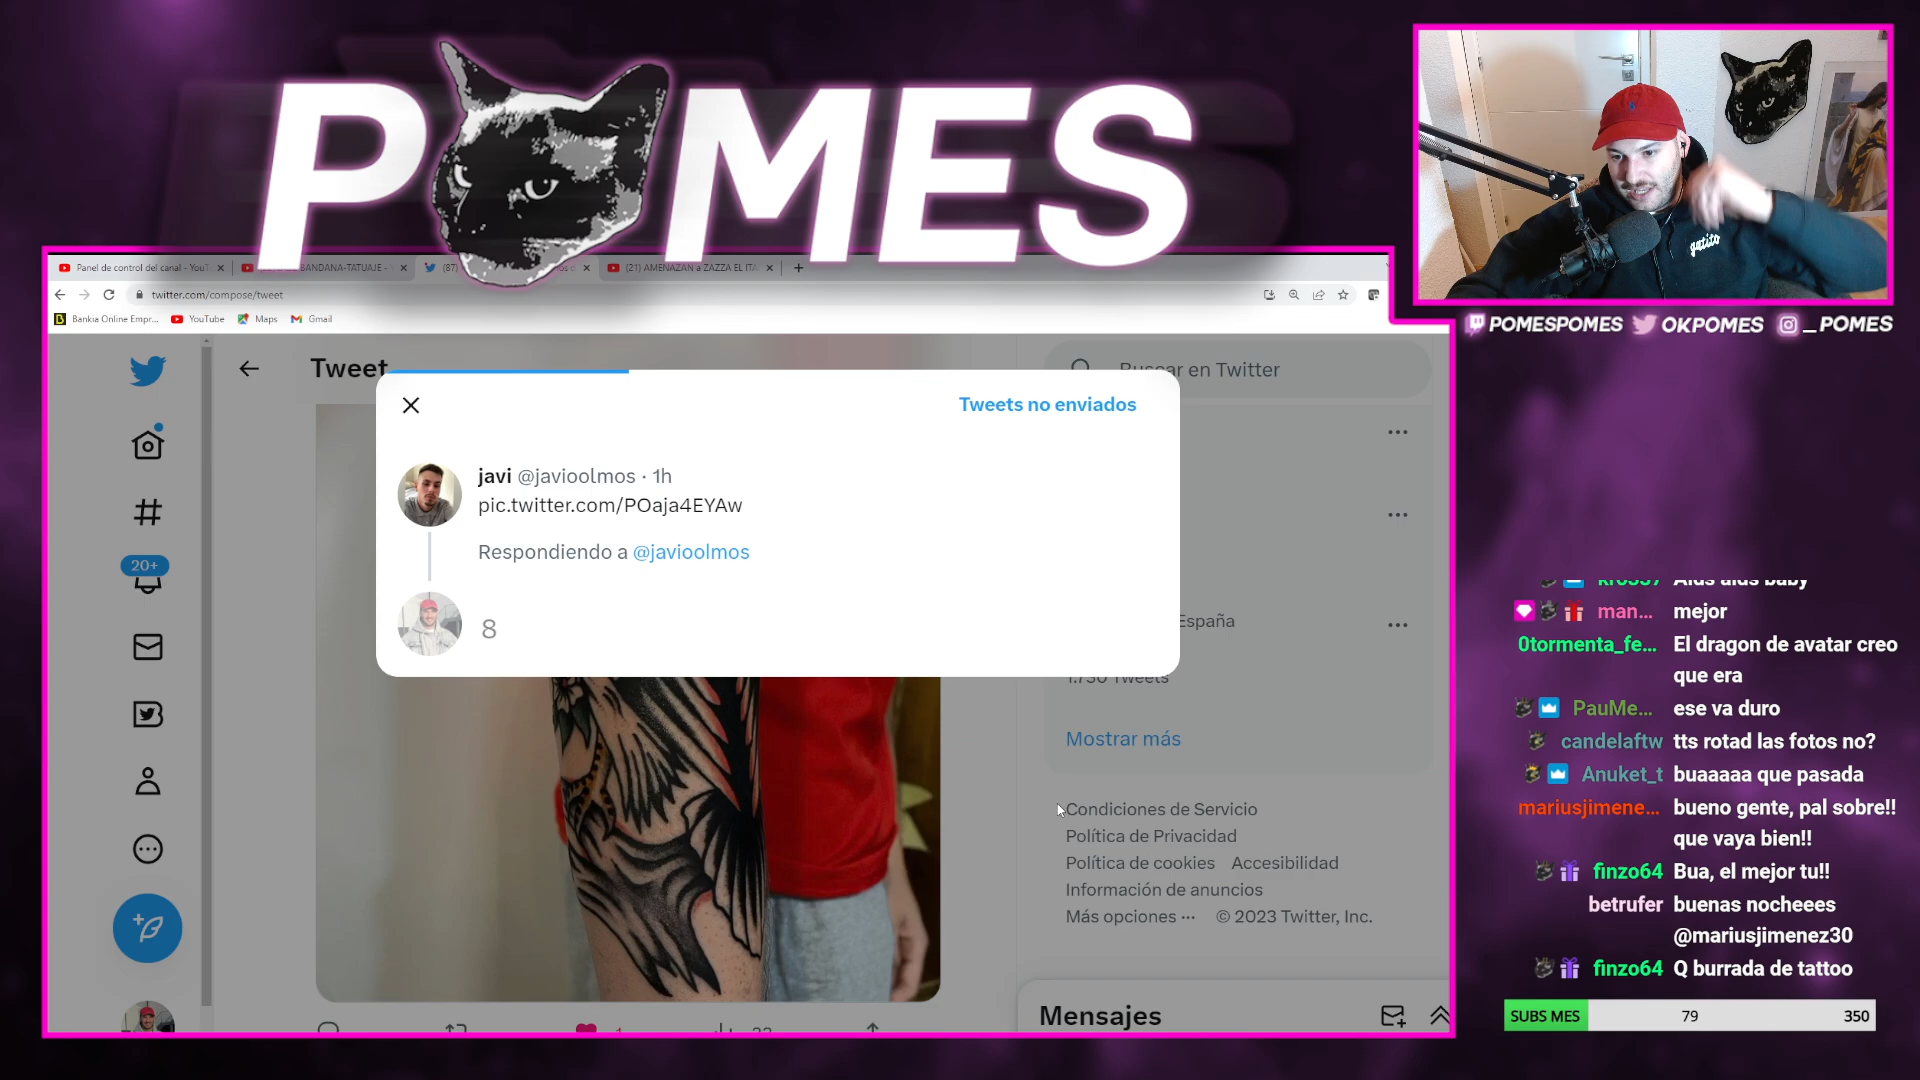 POMES
Panel de control del canal - YouT
BANDANA-TATUAJE -
(87)
(21) AMENAZAN a ZAZZA EL ITA
twitter.com/compose/tweet
Bankia Online Empr...
YouTube
Maps
Gmail
gatito
POMESPOMES
OKPOMES
_POMES
Tweet
Buscar en Twitter
Tweets no enviados
javi @javioolmos · 1h
pic.twitter.com/POaja4EYAw
Respondiendo a @javioolmos
8
20+
España
1.730 Tweets
Mostrar más
Condiciones de Servicio
Política de Privacidad
Política de cookies Accesibilidad
Información de anuncios
Más opciones ··· © 2023 Twitter, Inc.
Mensajes
1
23
Aids aids baby
man... mejor
0tormenta_fe... El dragon de avatar creo
que era
PauMe... ese va duro
candelaftw tts rotad las fotos no?
Anuket_t buaaaaa que pasada
mariusjimene... bueno gente, pal sobre!!
que vaya bien!!
finzo64 Bua, el mejor tu!!
betrufer buenas nocheees
@mariusjimenez30
finzo64 Q burrada de tattoo
SUBS MES 79 350